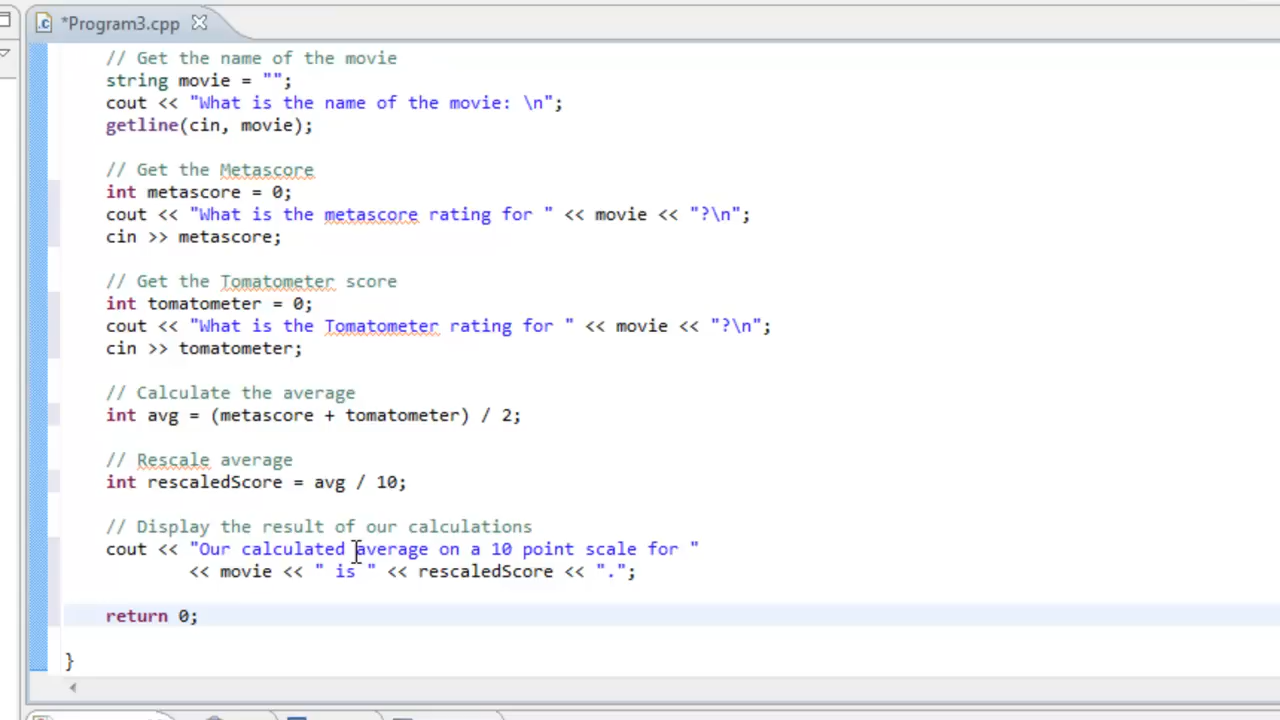 *Program3.cpp
// Get the name of the movie
string movie = "";
cout << "What is the name of the movie: \n";
getline(cin, movie);
// Get the Metascore
int metascore = 0;
cout << "What is the metascore rating for " << movie << "?\n";
cin >> metascore;
// Get the Tomatometer score
int tomatometer = 0;
cout << "What is the Tomatometer rating for " << movie << "?\n";
cin >> tomatometer;
// Calculate the average
int avg = (metascore + tomatometer) / 2;
// Rescale average
int rescaledScore = avg / 10;
// Display the result of our calculations
cout << "Our calculated average on a 10 point scale for "
<< movie << " is " << rescaledScore << ".";
return 0;
}